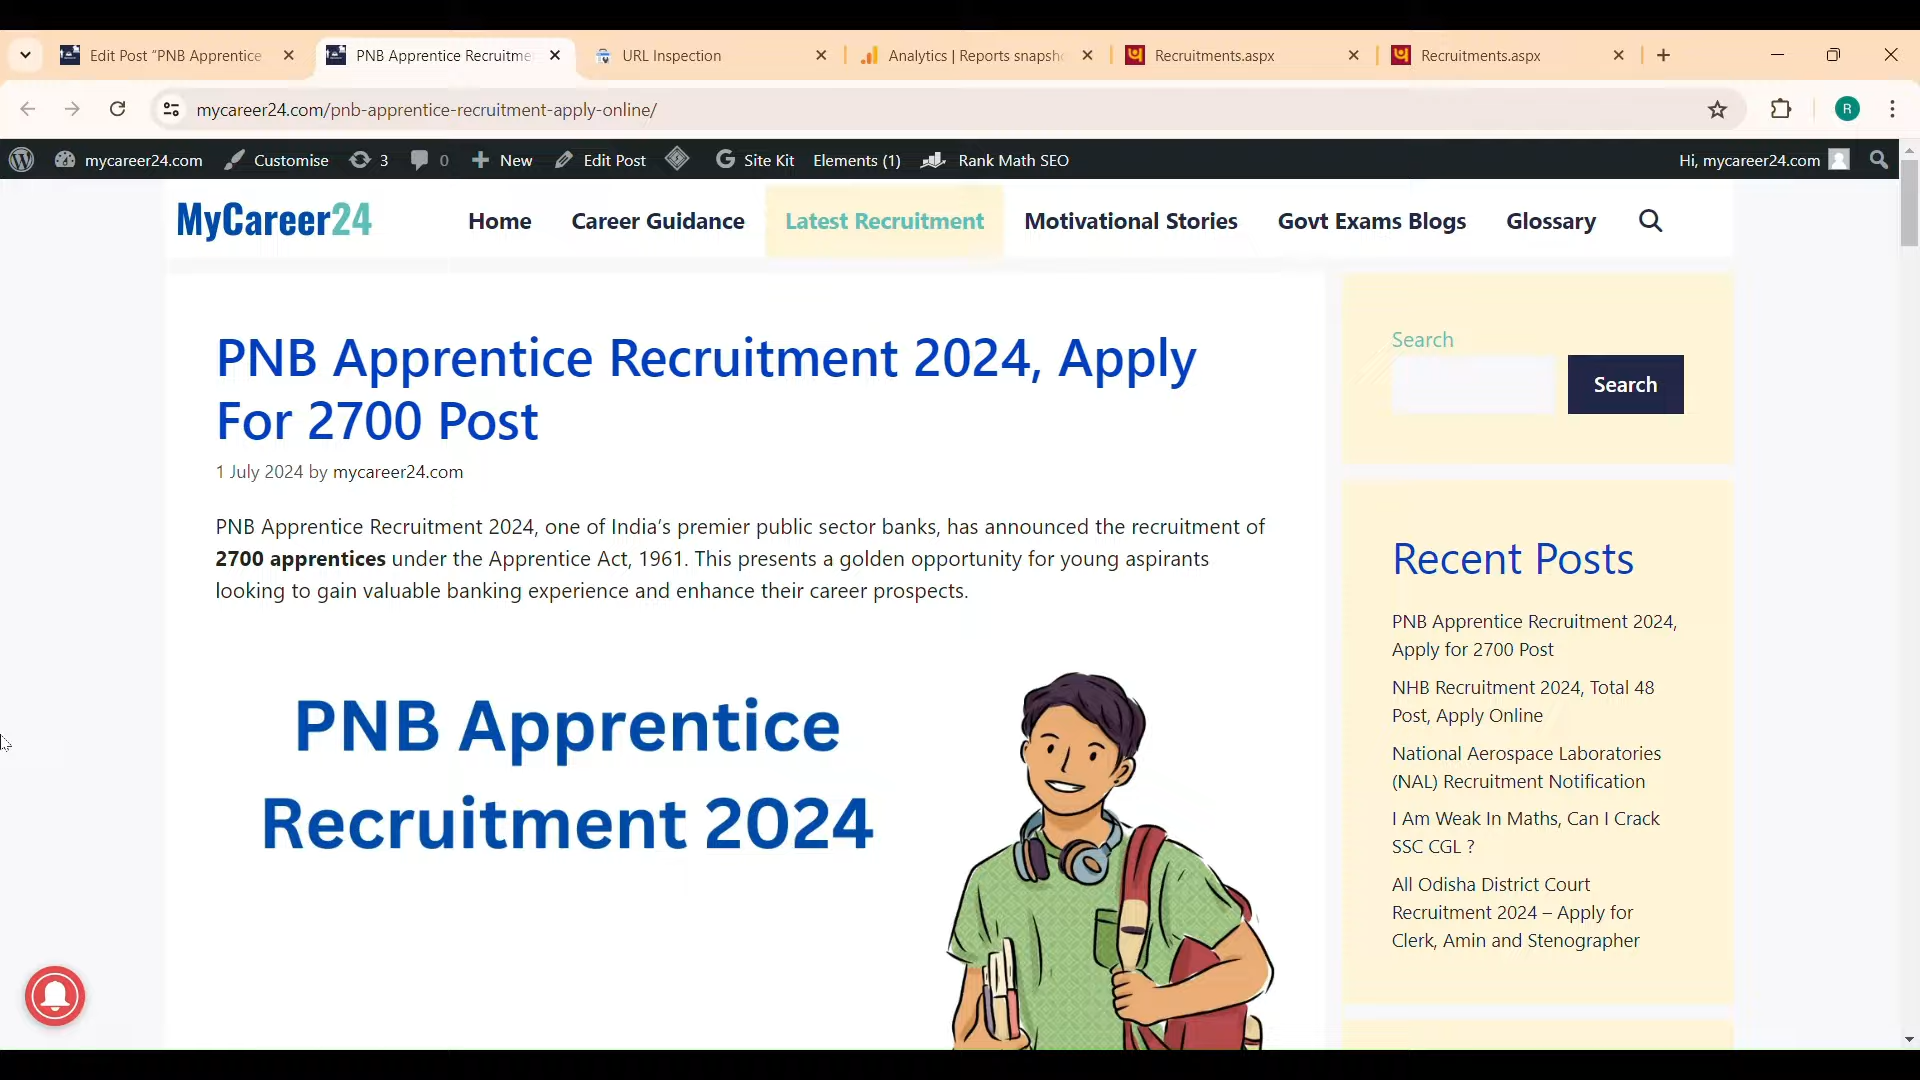 Edit Post “PNB Apprentice
PNB Apprentice Recruitme
URL Inspection
Analytics | Reports snapsho
Recruitments.aspx
Recruitments.aspx
mycareer24.com/pnb-apprentice-recruitment-apply-online/
R
mycareer24.com
Customise
3
0
New
Edit Post
Site Kit
Elements (1)
Rank Math SEO
Hi, mycareer24.com
MyCareer24
Home
Career Guidance
Latest Recruitment
Motivational Stories
Govt Exams Blogs
Glossary
PNB Apprentice Recruitment 2024, Apply
For 2700 Post
1 July 2024 by mycareer24.com
PNB Apprentice Recruitment 2024, one of India’s premier public sector banks, has announced the recruitment of
2700 apprentices under the Apprentice Act, 1961. This presents a golden opportunity for young aspirants
looking to gain valuable banking experience and enhance their career prospects.
PNB Apprentice
Recruitment 2024
Search
Search
Recent Posts
PNB Apprentice Recruitment 2024,
Apply for 2700 Post
NHB Recruitment 2024, Total 48
Post, Apply Online
National Aerospace Laboratories
(NAL) Recruitment Notification
I Am Weak In Maths, Can I Crack
SSC CGL ?
All Odisha District Court
Recruitment 2024 – Apply for
Clerk, Amin and Stenographer